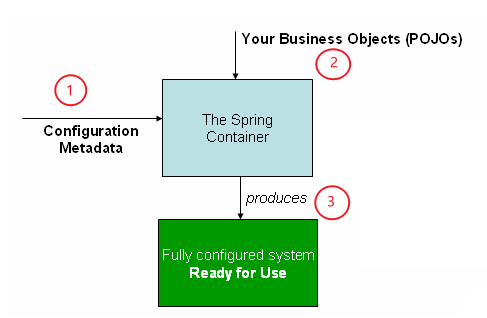 Your Business Objects (POJOs)
2
1
Configuration
Metadata
The Spring
Container
produces
3
Fully configured system
Ready for Use